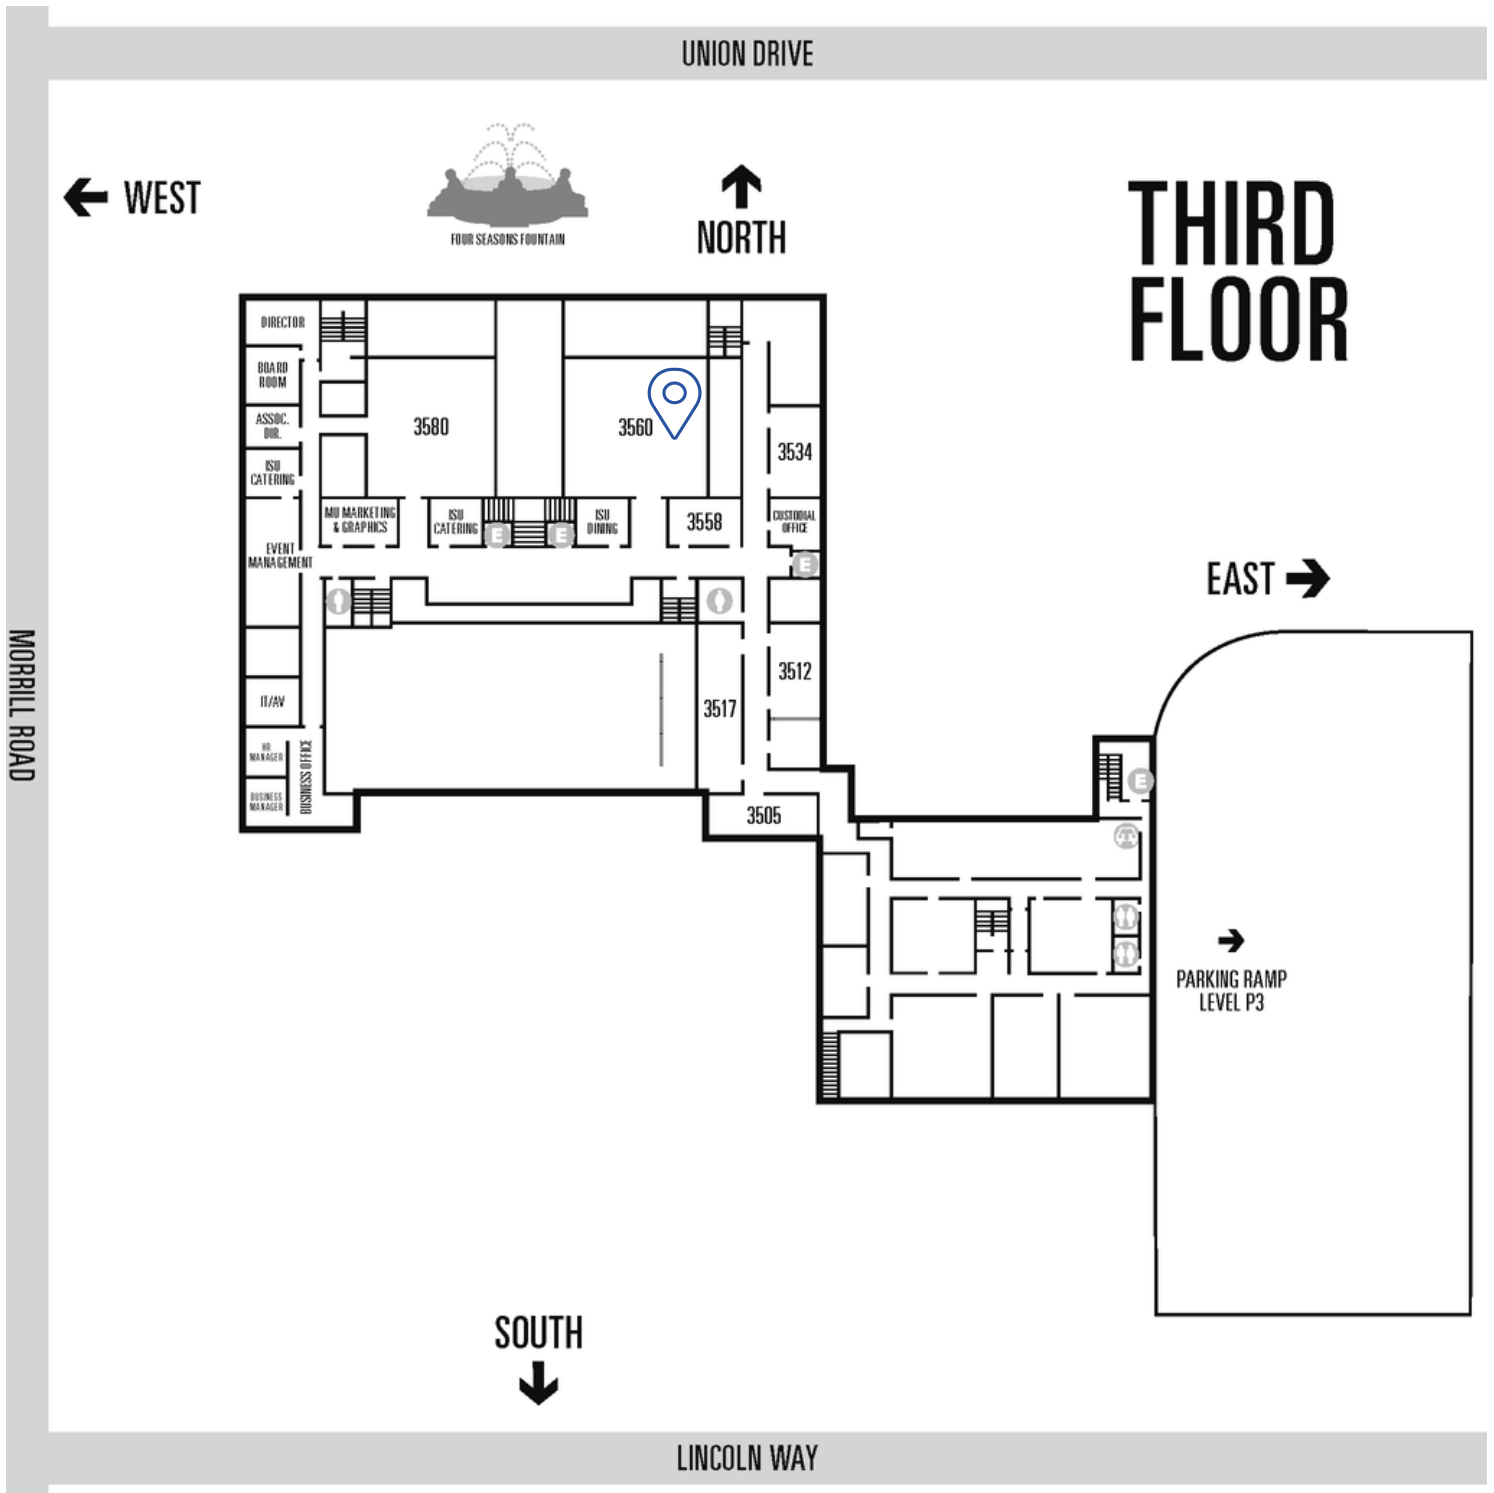 UNION DRIVE
WEST
FOUR SEASONS FOUNTAIN
NORTH
THIRD
FLOOR
DIRECTOR
BOARD
ROOM
ASSOC.
DIR.
ISU
CATERING
3580
3560
3534
MU MARKETING
& GRAPHICS
ISU
CATERING
E
E
ISU
DINING
3558
CUSTODIAL
OFFICE
EVENT
MANAGEMENT
E
EAST
MORRILL ROAD
3512
IT/AV
3517
HR
MANAGER
BUSINESS OFFICE
BUSINESS
MANAGER
3505
E
PARKING RAMP
LEVEL P3
SOUTH
LINCOLN WAY